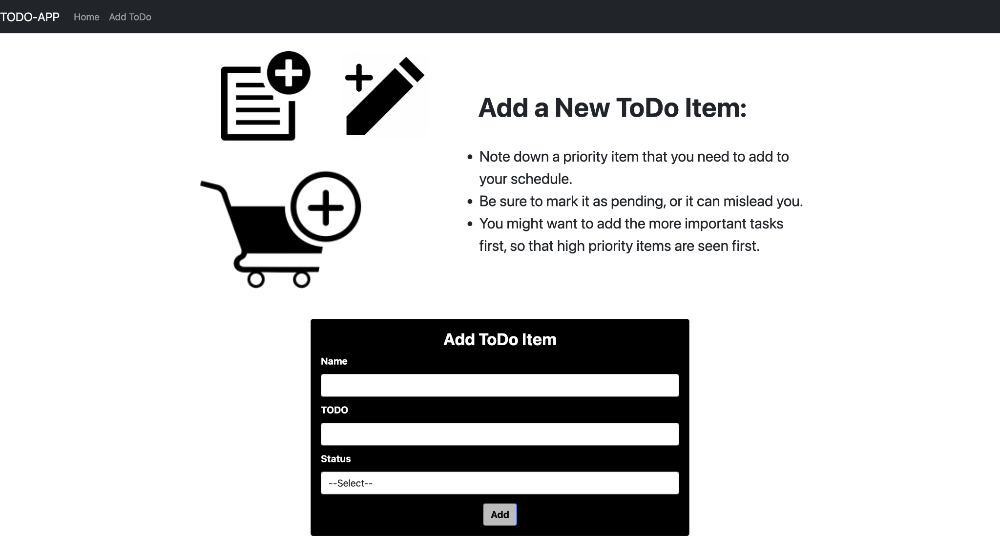 TODO-APP Home Add ToDo
Add a New ToDo Item:
• Note down a priority item that you need to add to
your schedule.
• Be sure to mark it as pending, or it can mislead you.
• You might want to add the more important tasks
first, so that high priority items are seen first.
Add ToDo Item
Name
TODO
Status
--Select--
Add